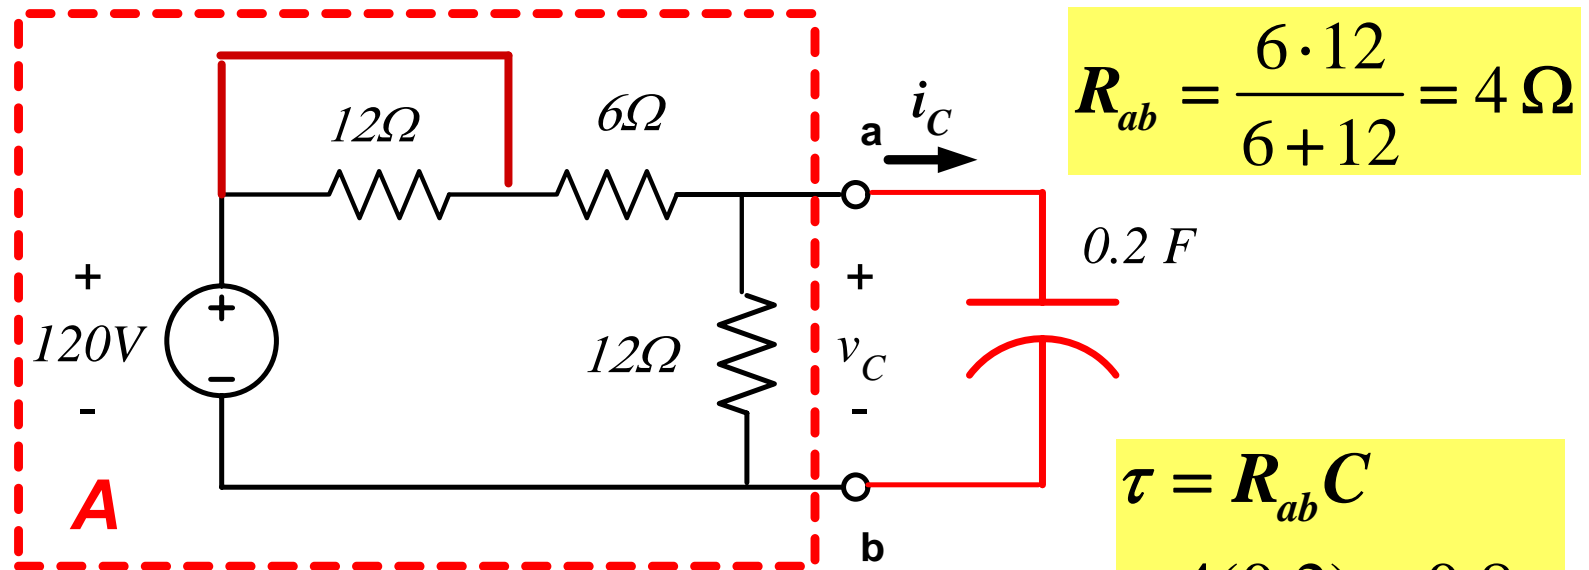 12Ω
6Ω
a
i_C
R_ab = 6·12 / 6+12 = 4 Ω
0.2 F
+
+
+
120V
12Ω
v_C
−
-
-
A
b
τ = R_ab C